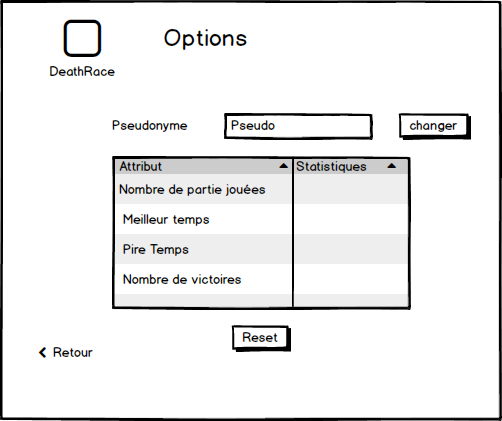 Options
DeathRace
Pseudonyme Pseudo changer
Attribut Statistiques
Nombre de partie jouées
Meilleur temps
Pire Temps
Nombre de victoires
Reset
Retour